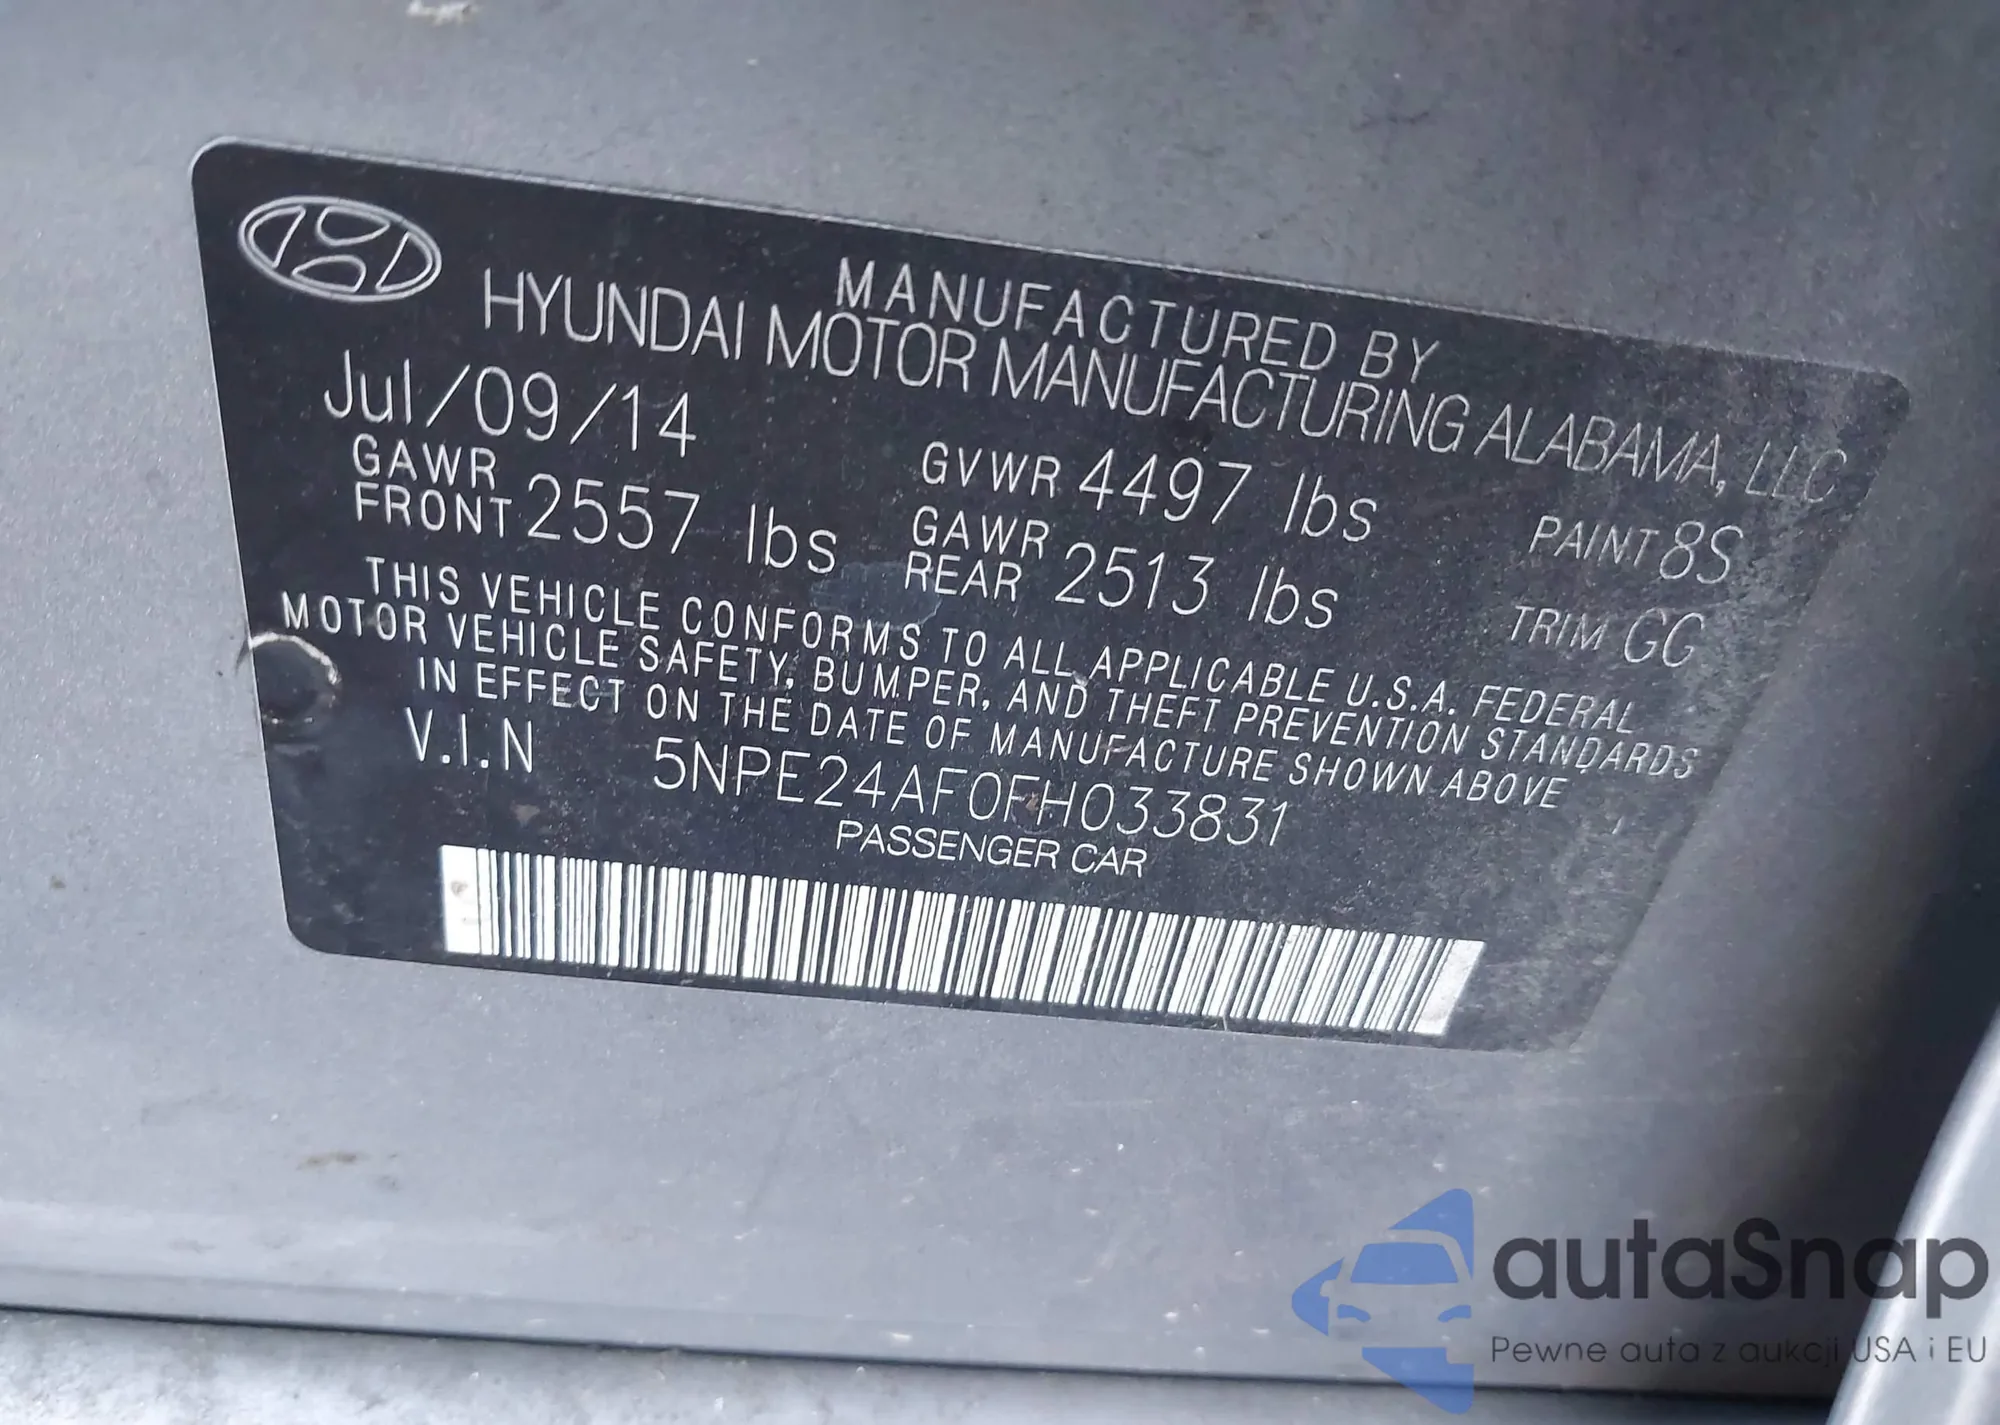 MANUFACTURED BY
HYUNDAI MOTOR MANUFACTURING ALABAMA, LLC
Jul/09/14 GVWR 4497 lbs PAINT 8S
GAWR FRONT 2557 lbs GAWR REAR 2513 lbs TRIM GG
THIS VEHICLE CONFORMS TO ALL APPLICABLE U.S.A. FEDERAL
MOTOR VEHICLE SAFETY, BUMPER, AND THEFT PREVENTION STANDARDS
IN EFFECT ON THE DATE OF MANUFACTURE SHOWN ABOVE
V.I.N 5NPE24AF0FH033831
PASSENGER CAR
autaSnap
Pewne auta z aukcji USA i EU